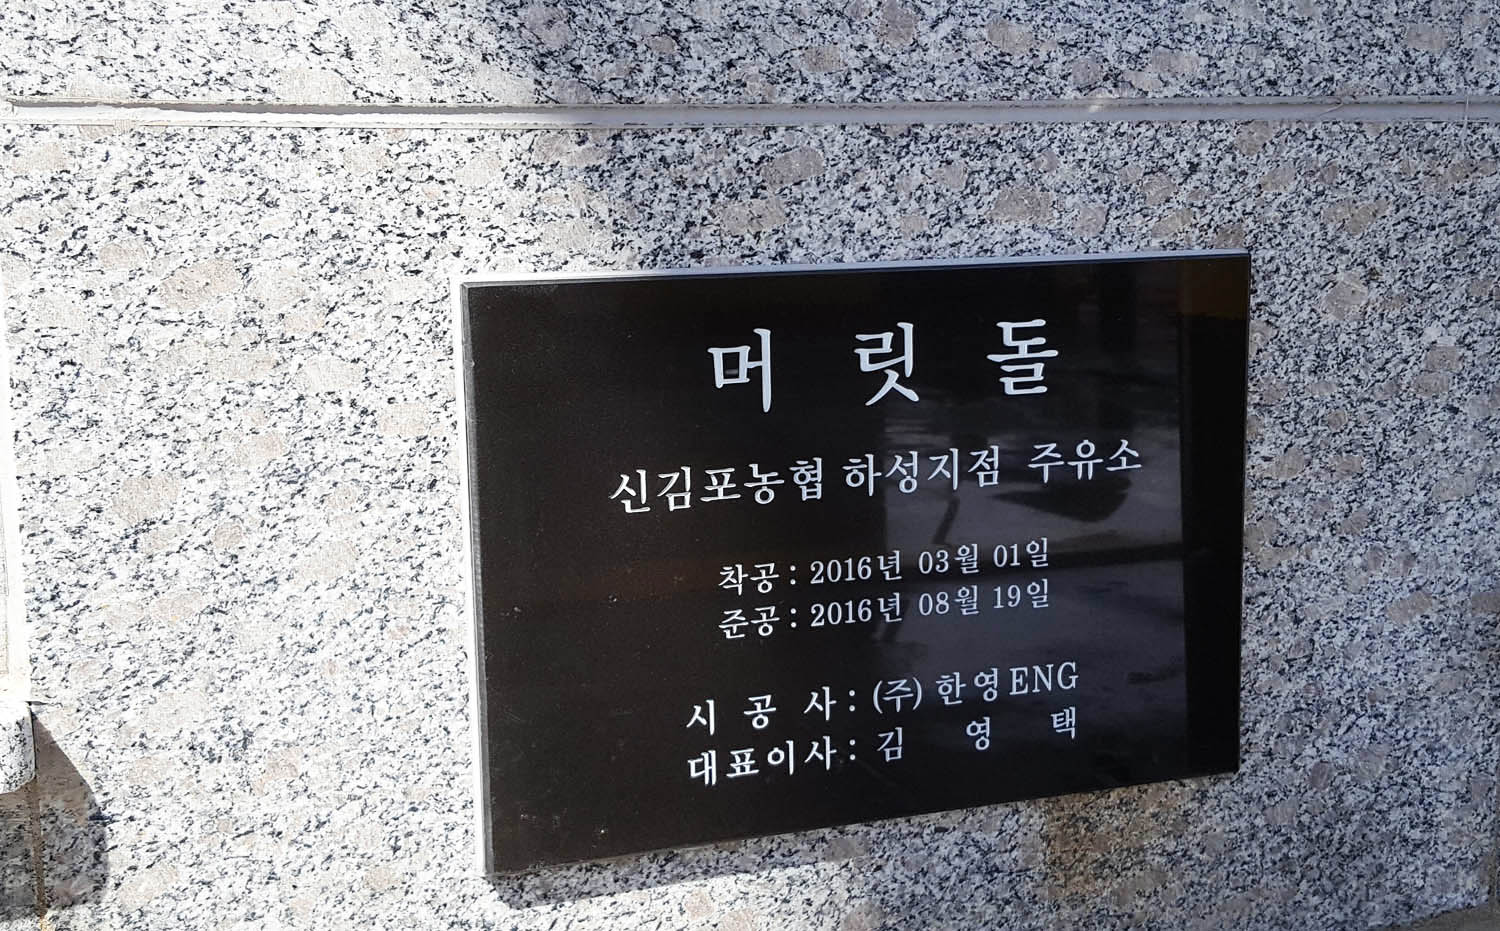 머릿돌
신김포농협 하성지점 주유소
착공 : 2016년 03월 01일
준공 : 2016년 08월 19일
시 공 사 : (주) 한영ENG
대표이사 : 김 영 택